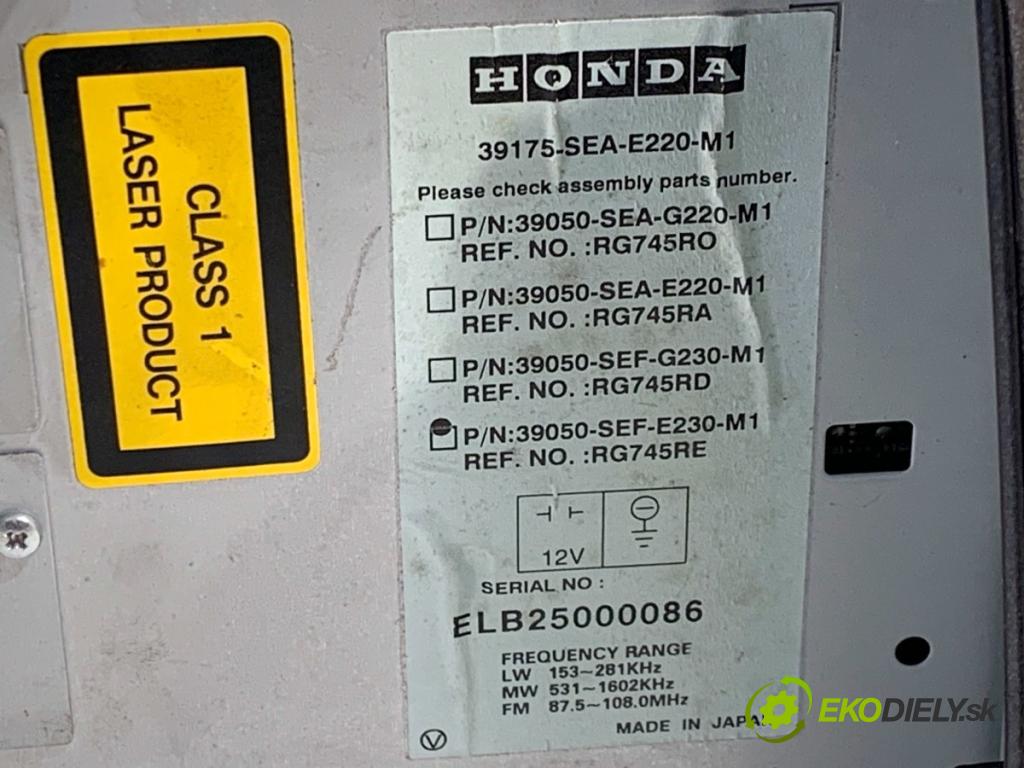 CLASS 1
LASER PRODUCT
HONDA
39175-SEA-E220-M1
Please check assembly parts number.
P/N:39050-SEA-G220-M1
REF. NO. :RG745RO
P/N:39050-SEA-E220-M1
REF. NO. :RG745RA
P/N:39050-SEF-G230-M1
REF. NO. :RG745RD
P/N:39050-SEF-E230-M1
REF. NO. :RG745RE
12V
SERIAL NO :
ELB25000086
FREQUENCY RANGE
LW 153~281KHz
MW 531~1602KHz
FM 87.5~108.0MHz
MADE IN JAPAN
V
EKODIELY.sk